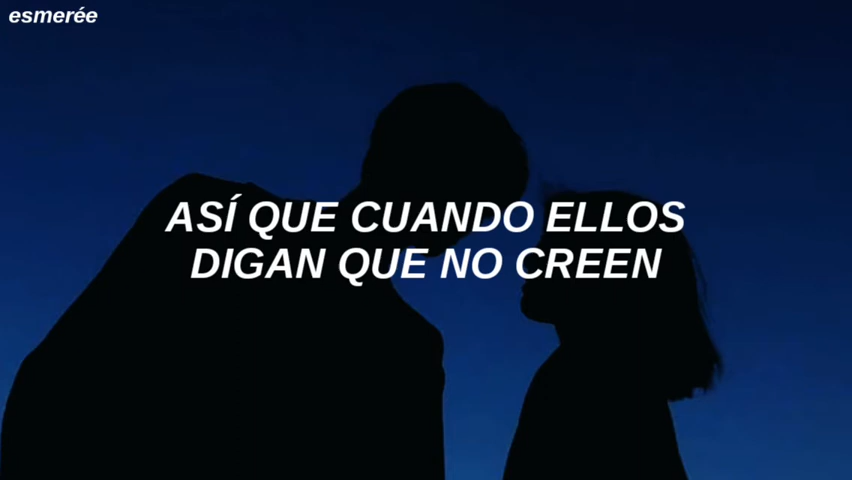 esmerée
ASÍ QUE CUANDO ELLOS
DIGAN QUE NO CREEN